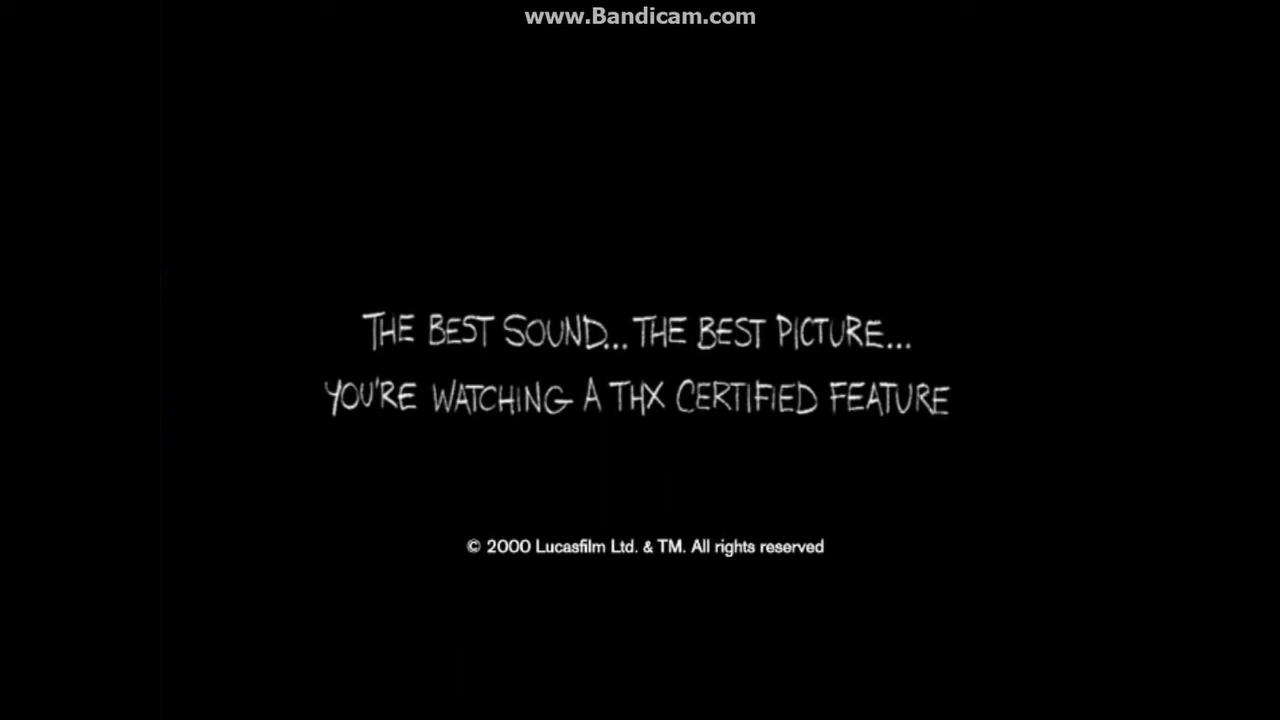 www.Bandicam.com
THE BEST SOUND... THE BEST PICTURE...
YOU'RE WATCHING A THX CERTIFIED FEATURE
© 2000 Lucasfilm Ltd. & TM. All rights reserved